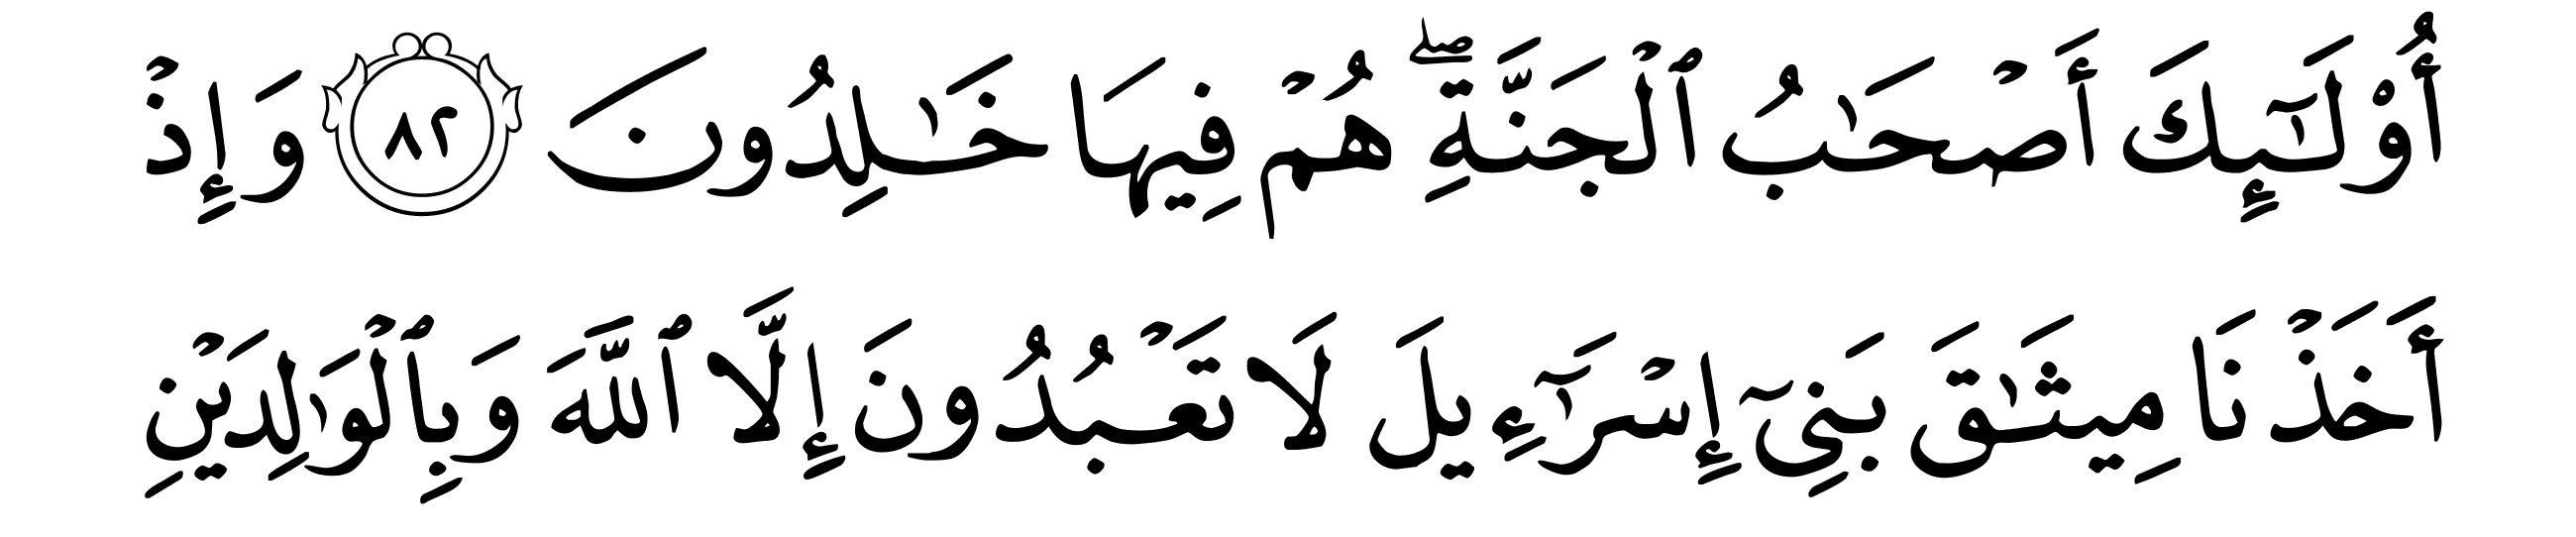 أُوْلَـٰٓئِكَ أَصْحَـٰبُ ٱلْجَنَّةِۖ هُمْ فِيهَا خَـٰلِدُونَ ٨٢ وَإِذْ
أَخَذْنَا مِيثَـٰقَ بَنِىٓ إِسْرَٰٓءِيلَ لَا تَعْبُدُونَ إِلَّا ٱللَّهَ وَبِٱلْوَٰلِدَيْنِ